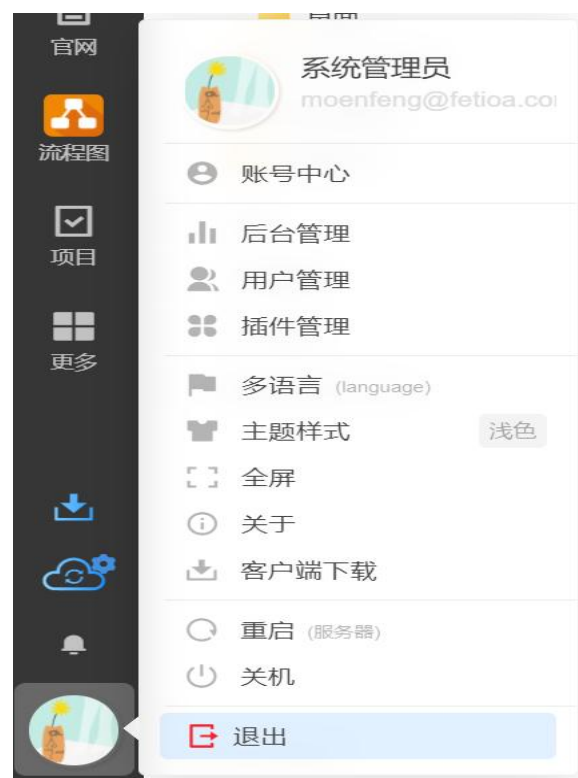 官网
流程图
项目
更多
系统管理员
moenfeng@fetioa.co
账号中心
后台管理
用户管理
插件管理
多语言 (language)
主题样式 浅色
全屏
关于
客户端下载
重启 (服务器)
关机
退出